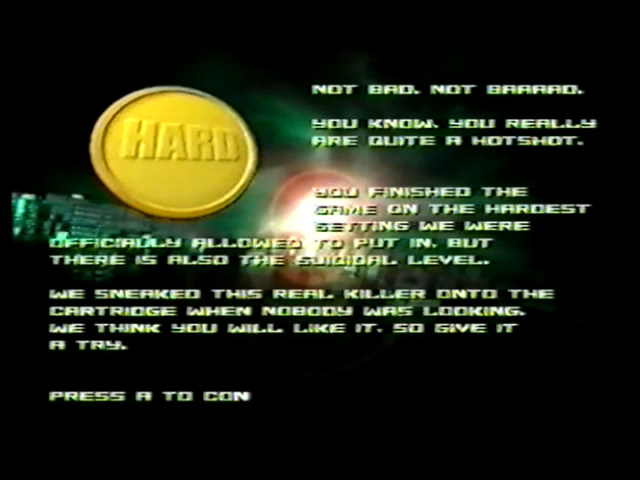 HARD
NOT BAD. NOT BAAAAD.
YOU KNOW. YOU REALLY
ARE QUITE A HOTSHOT.
YOU FINISHED THE
GAME ON THE HARDEST
SETTING WE WERE
OFFICIALLY ALLOWED TO PUT IN. BUT
THERE IS ALSO THE SUICIDAL LEVEL.
WE SNEAKED THIS REAL KILLER ONTO THE
CARTRIDGE WHEN NOBODY WAS LOOKING.
WE THINK YOU WILL LIKE IT. SO GIVE IT
A TRY.
PRESS A TO CON